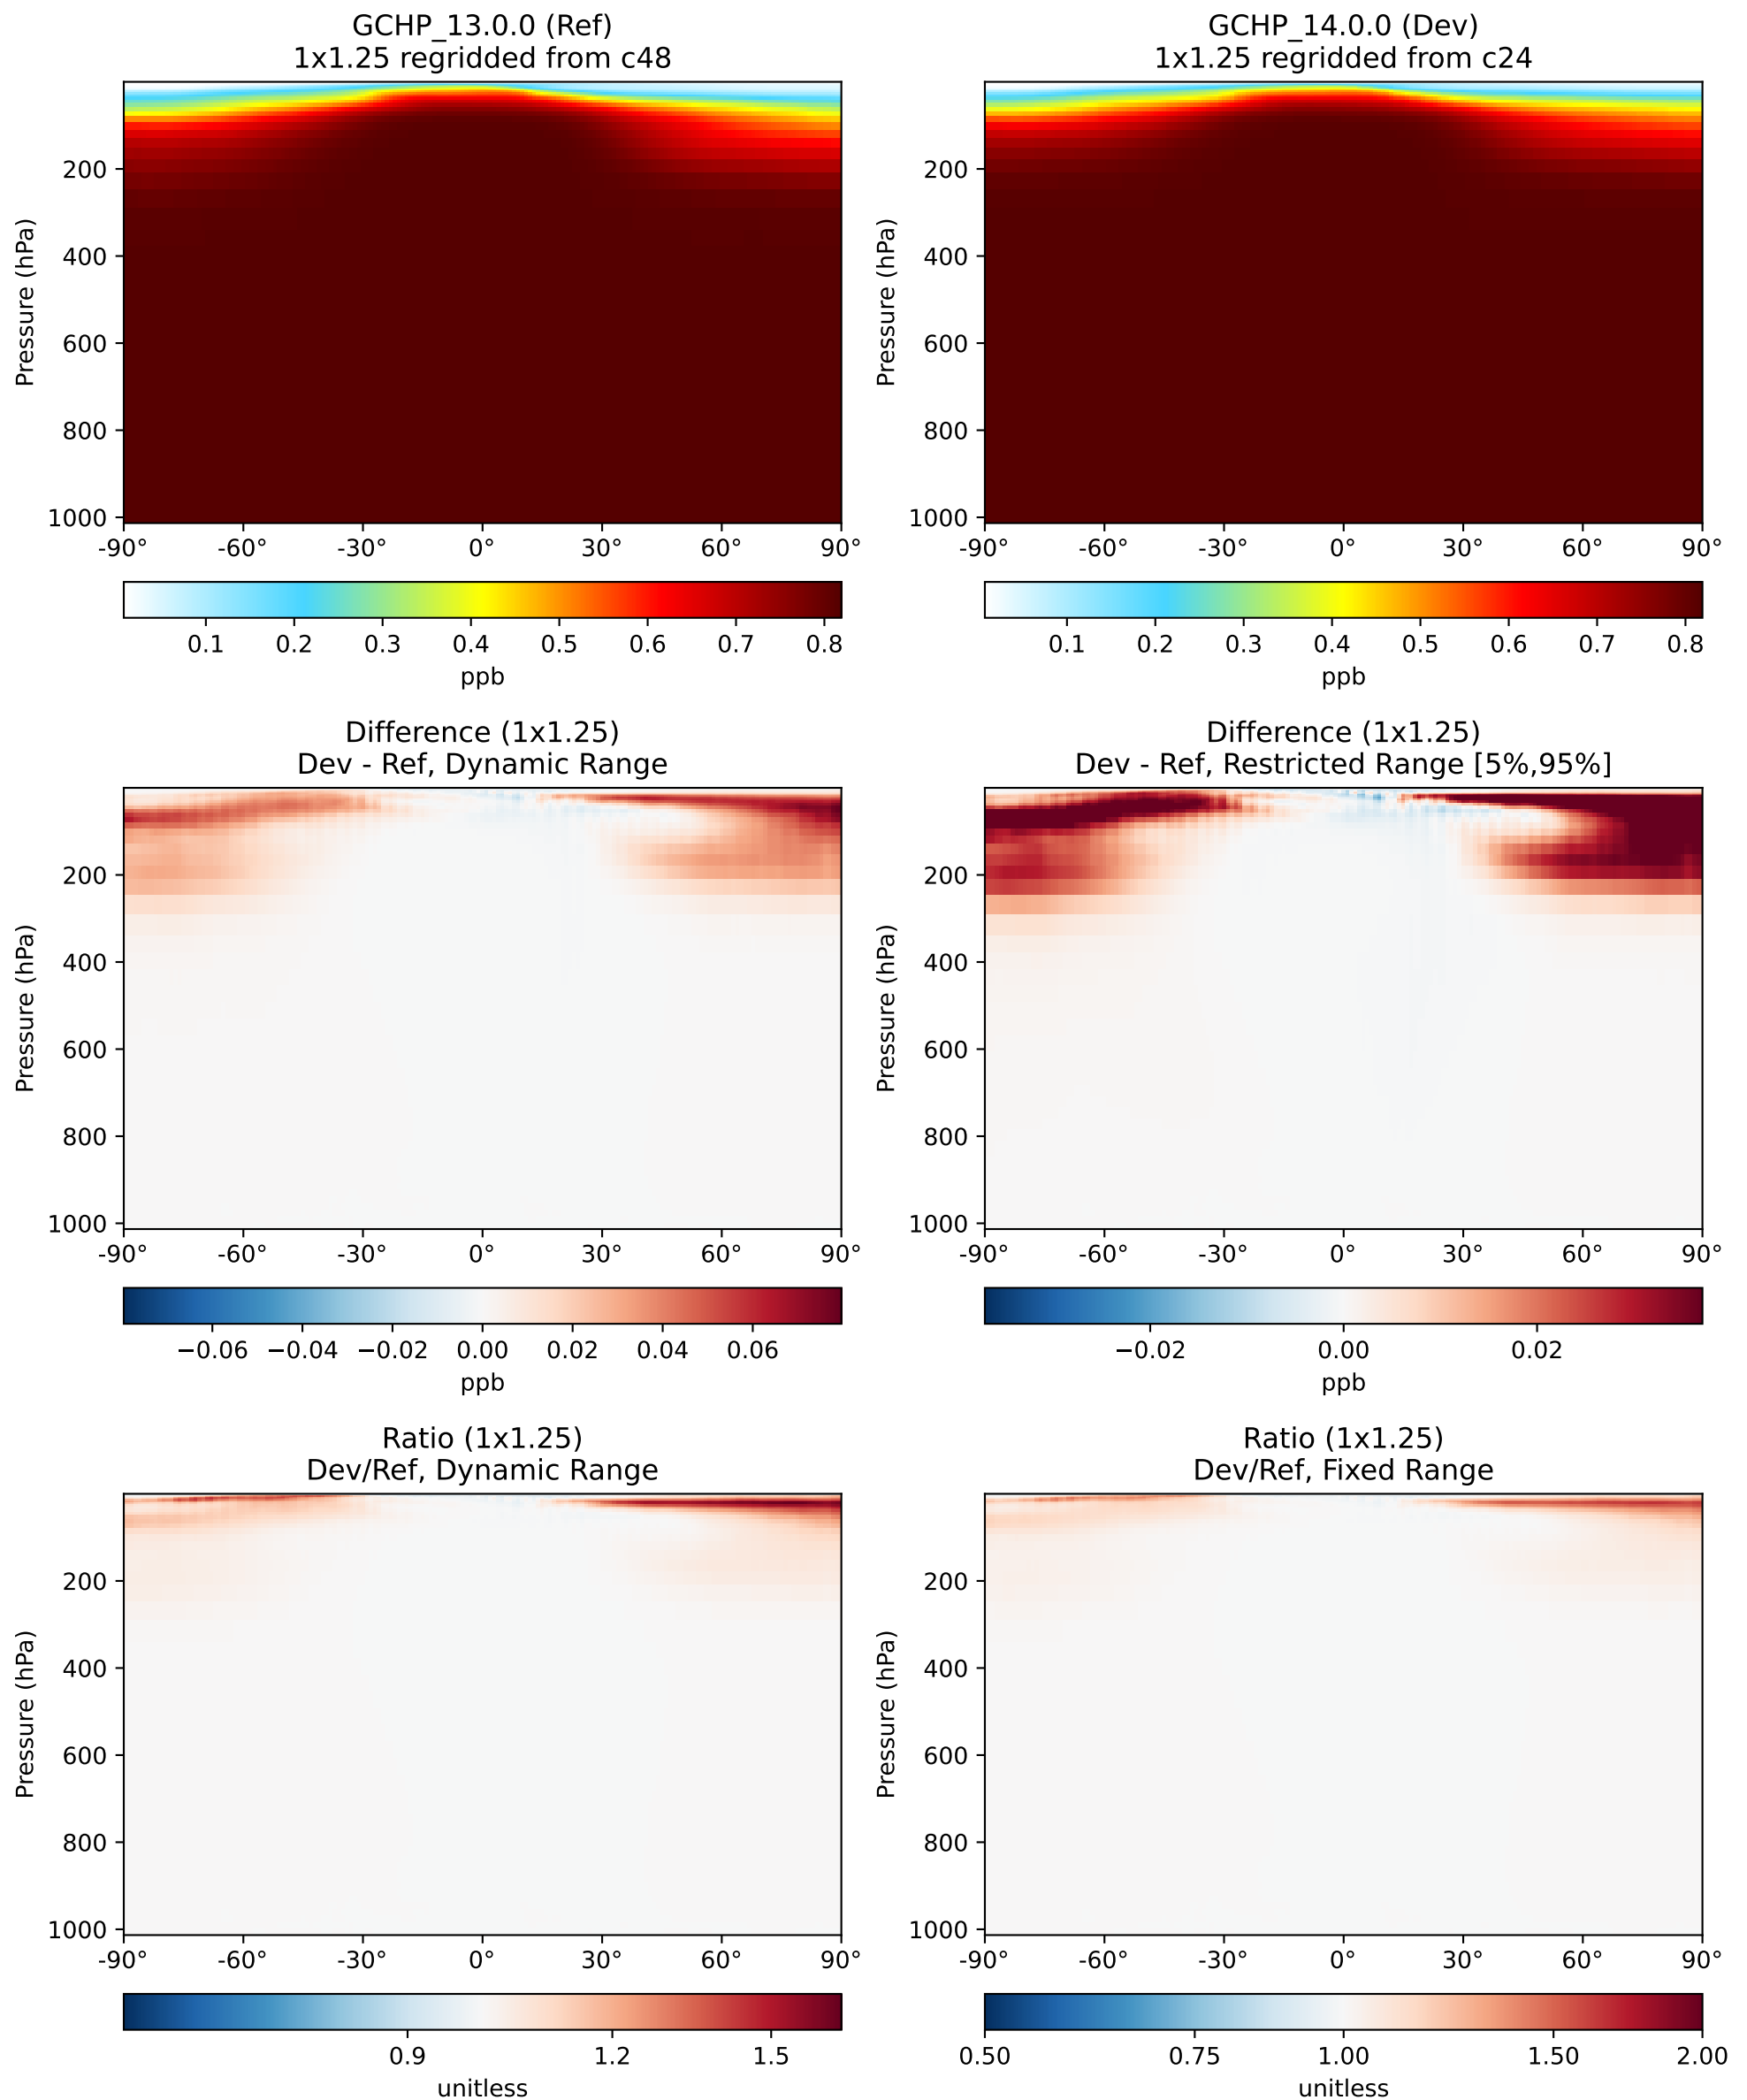 GCHP_13.0.0 (Ref)
1x1.25 regridded from c48
Pressure (hPa)
200
400
600
800
1000
-90° -60° -30° 0° 30° 60° 90°
0.1 0.2 0.3 0.4 0.5 0.6 0.7 0.8
ppb
GCHP_14.0.0 (Dev)
1x1.25 regridded from c24
Pressure (hPa)
200
400
600
800
1000
-90° -60° -30° 0° 30° 60° 90°
0.1 0.2 0.3 0.4 0.5 0.6 0.7 0.8
ppb
Difference (1x1.25)
Dev - Ref, Dynamic Range
Pressure (hPa)
200
400
600
800
1000
-90° -60° -30° 0° 30° 60° 90°
−0.06 −0.04 −0.02 0.00 0.02 0.04 0.06
ppb
Difference (1x1.25)
Dev - Ref, Restricted Range [5%,95%]
Pressure (hPa)
200
400
600
800
1000
-90° -60° -30° 0° 30° 60° 90°
−0.02 0.00 0.02
ppb
Ratio (1x1.25)
Dev/Ref, Dynamic Range
Pressure (hPa)
200
400
600
800
1000
-90° -60° -30° 0° 30° 60° 90°
0.9 1.2 1.5
unitless
Ratio (1x1.25)
Dev/Ref, Fixed Range
Pressure (hPa)
200
400
600
800
1000
-90° -60° -30° 0° 30° 60° 90°
0.50 0.75 1.00 1.50 2.00
unitless